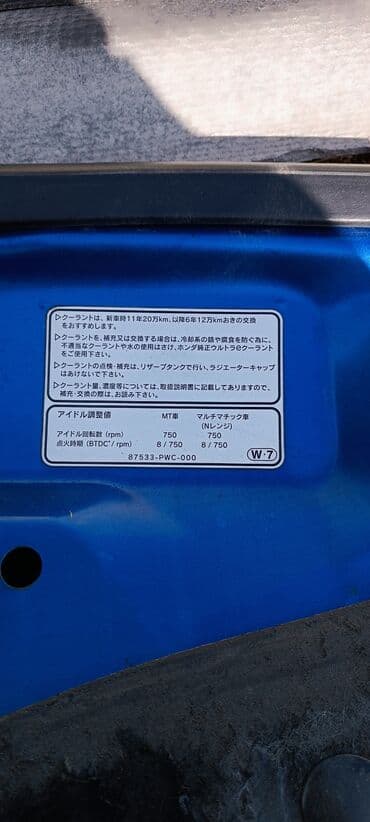 ▷クーラントは、新車時11年20万km、以降6年12万kmおきの交換
をおすすめします。
▷クーラントを、補充又は交換する場合は、冷却系の錆や腐食を防ぐ為に、
不適当なクーラントや水の使用はさけ、ホンダ純正ウルトラeクーラント
をご使用下さい。
▷クーラントの点検・補充は、リザーブタンクで行い、ラジエーターキャップ
はあけないで下さい。
▷クーラント量、濃度等については、取扱説明書に記載してありますので、
補充・交換の際は、お読み下さい。
アイドル調整値 MT車 マルチマチック車
(Nレンジ)
アイドル回転数 (rpm) 750 750
点火時期 (BTDC°/ rpm) 8 / 750 8 / 750
87533-PWC-000 W・7